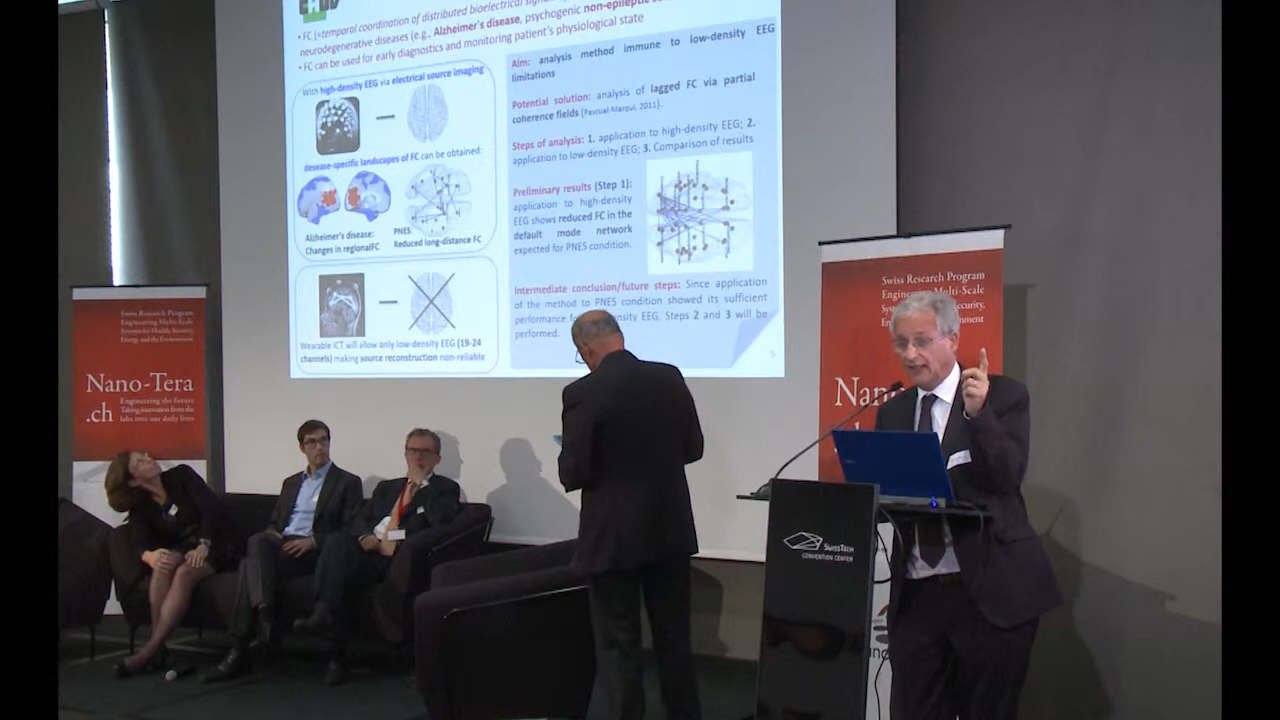 • FC (=temporal coordination of distributed bioelectrical
neurodegenerative diseases (e.g., Alzheimer's disease, psychogenic non-epileptic
• FC can be used for early diagnostics and monitoring patient's physiological state
With high-density EEG via electrical source imaging
desease-specific landscapes of FC can be obtained:
Alzheimer's disease:
Changes in regionalFC
PNES:
Reduced long-distance FC
Wearable ICT will allow only low-density EEG (19-24
channels) making source reconstruction non-reliable
Aim: analysis method immune to low-density EEG
limitations
Potential solution: analysis of lagged FC via partial
coherence fields (Pascual-Marqui, 2011).
Steps of analysis: 1. application to high-density EEG; 2.
application to low-density EEG; 3. Comparison of results
Preliminary results (Step 1):
application to high-density
EEG shows reduced FC in the
default mode network
expected for PNES condition.
Intermediate conclusion/future steps: Since application
of the method to PNES condition showed its sufficient
performance EEG. Steps 2 and 3 will be
performed.
5
Swiss Research Program
Engineering Multi-Scale
Systems for Health, Security,
Energy and the Environment
Nano-Tera
.ch
Engineering the Future
Taking innovation from the
labs into our daily lives
Swiss Research Program
Multi-Scale
Security,
SwissTech
CONVENTION CENTER